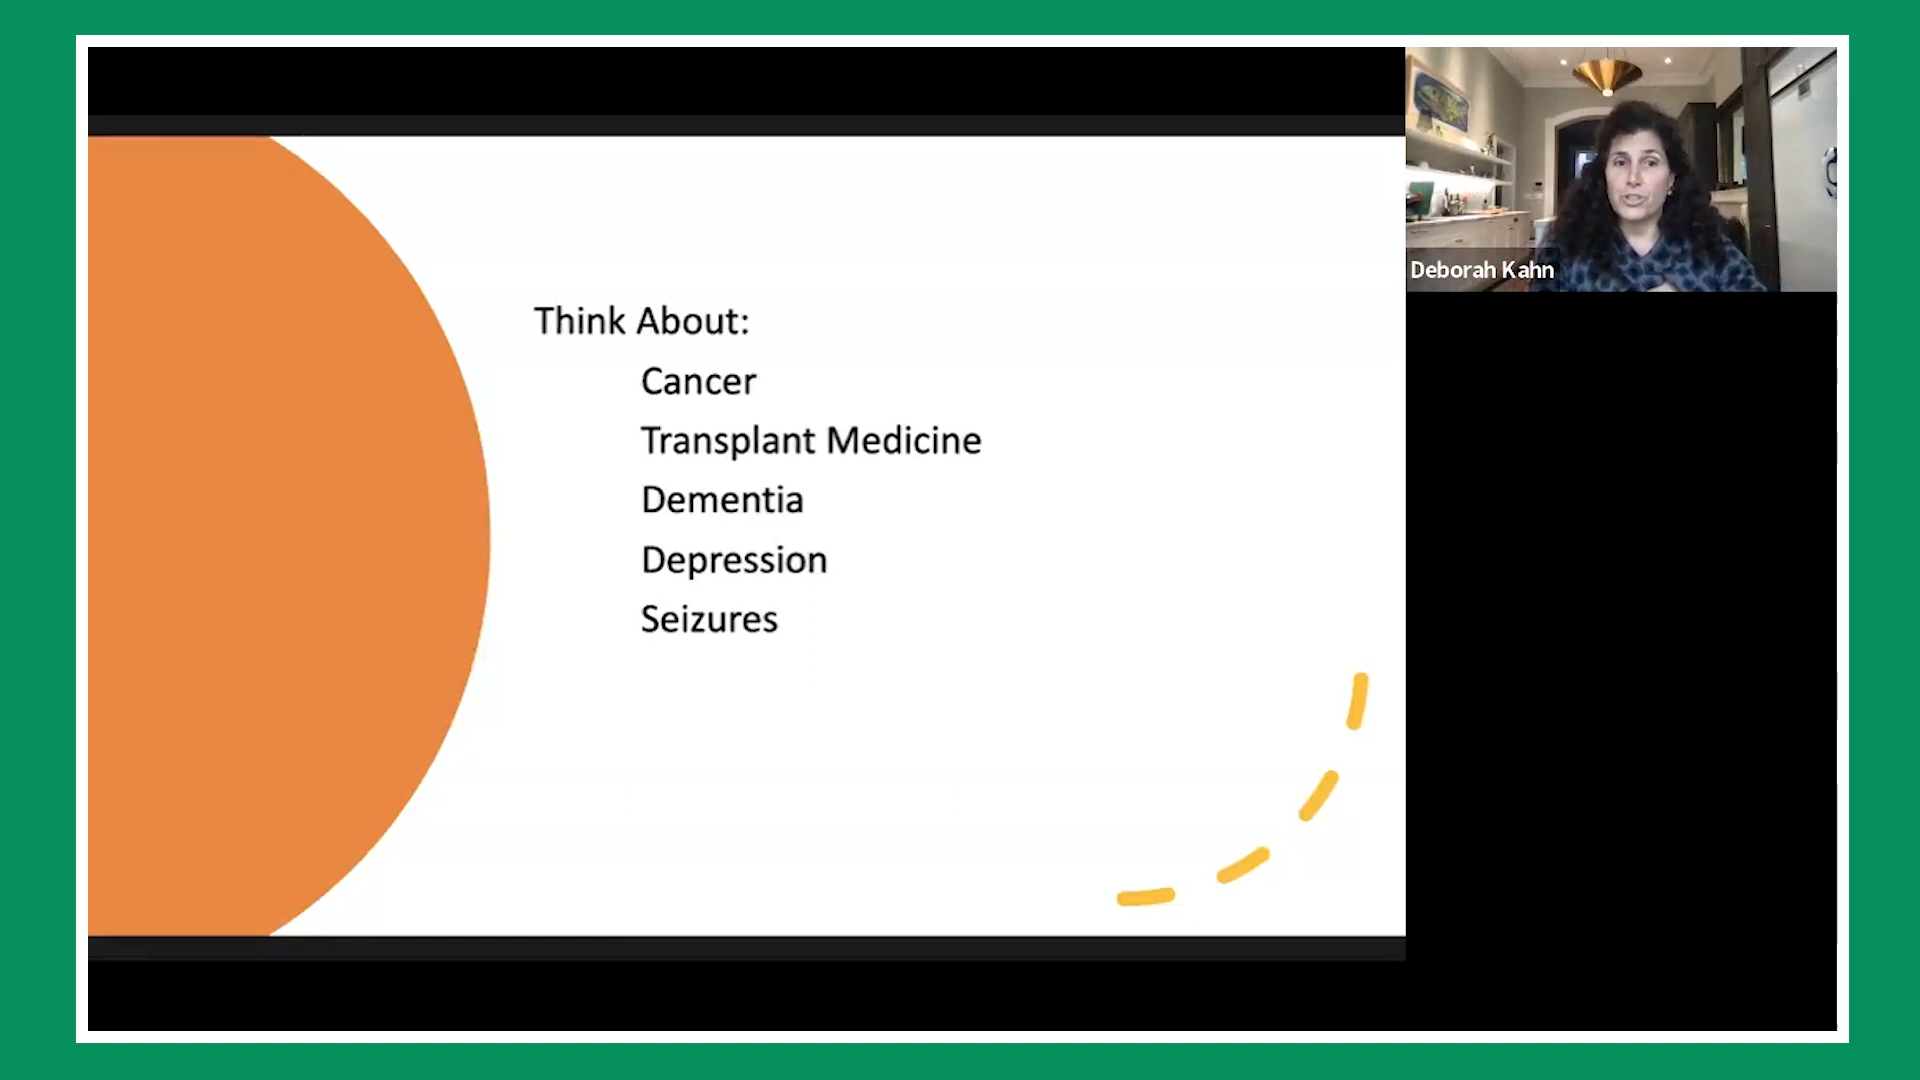 Think About:
Cancer
Transplant Medicine
Dementia
Depression
Seizures
Deborah Kahn